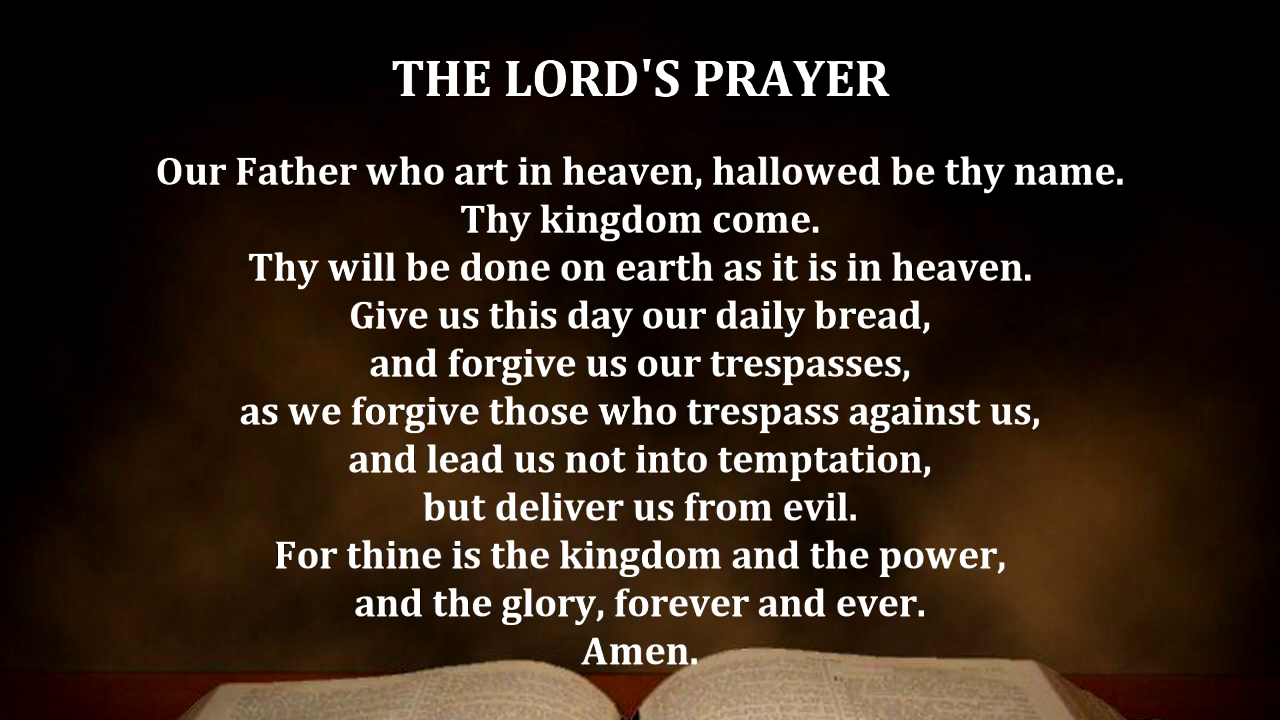 THE LORD'S PRAYER
Our Father who art in heaven, hallowed be thy name.
Thy kingdom come.
Thy will be done on earth as it is in heaven.
Give us this day our daily bread,
and forgive us our trespasses,
as we forgive those who trespass against us,
and lead us not into temptation,
but deliver us from evil.
For thine is the kingdom and the power,
and the glory, forever and ever.
Amen.